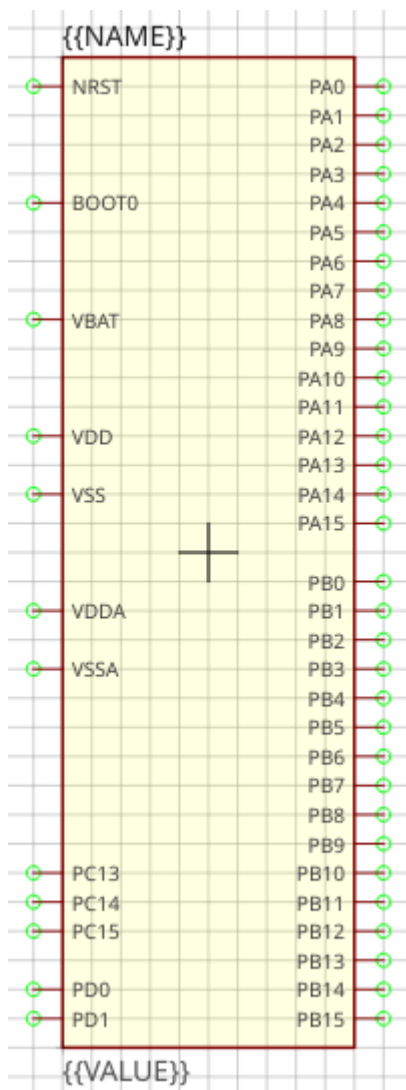 {{NAME}}
NRST PA0
PA1
PA2
PA3
BOOT0 PA4
PA5
PA6
PA7
VBAT PA8
PA9
PA10
PA11
VDD PA12
PA13
VSS PA14
PA15
PB0
VDDA PB1
PB2
VSSA PB3
PB4
PB5
PB6
PB7
PB8
PB9
PC13 PB10
PC14 PB11
PC15 PB12
PB13
PD0 PB14
PD1 PB15
{{VALUE}}